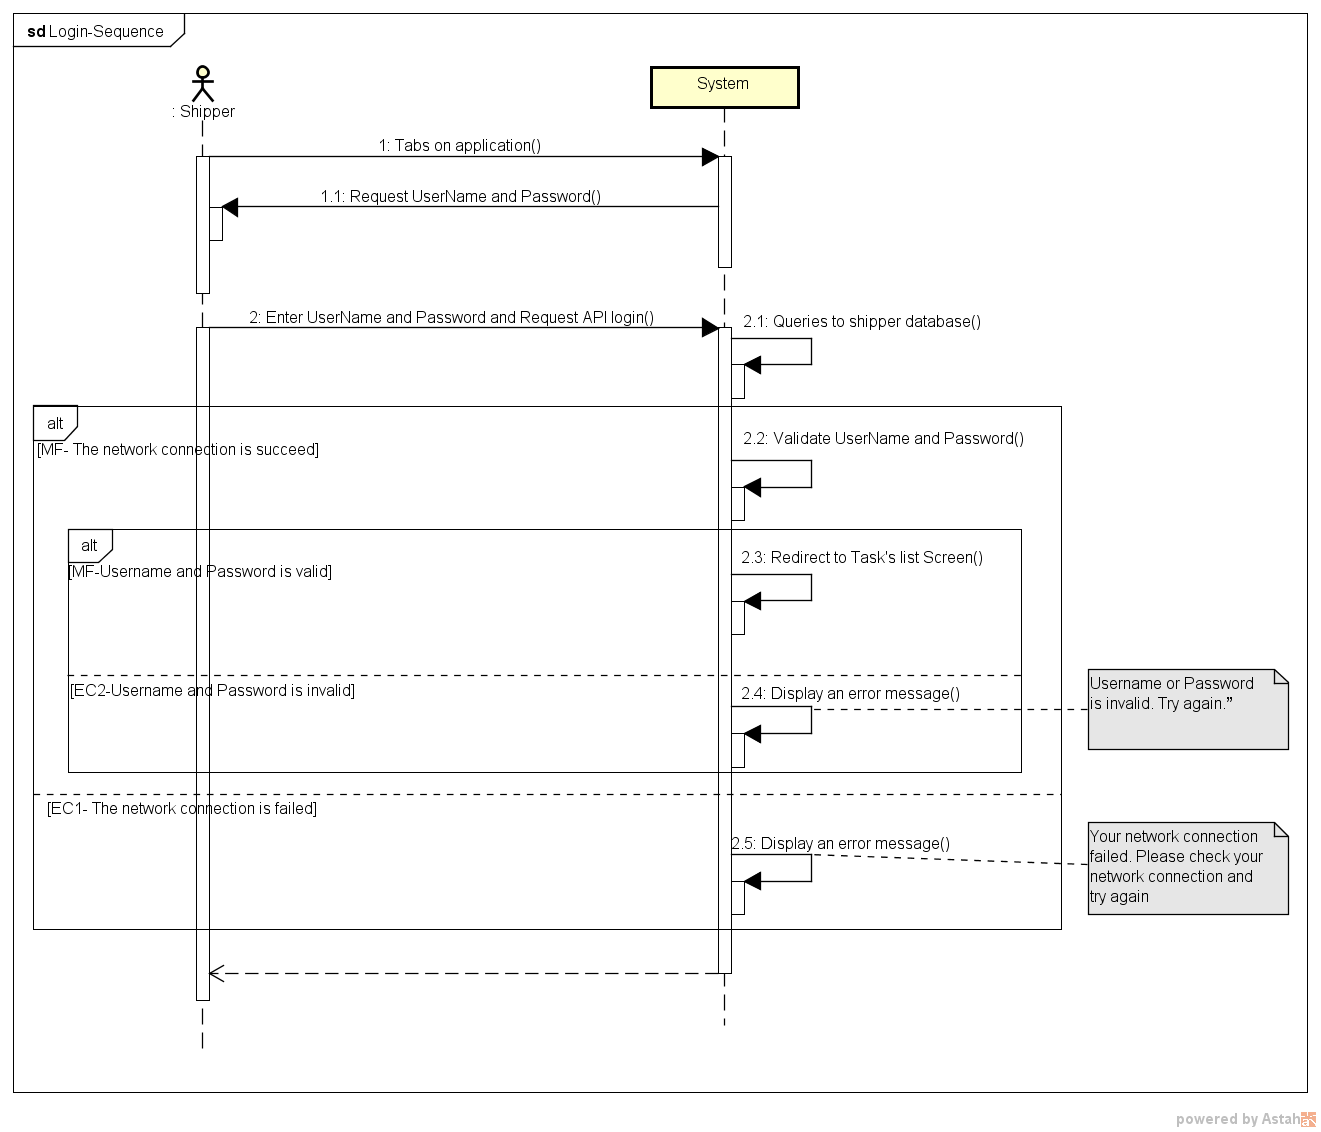 sd Login-Sequence
: Shipper
System
1: Tabs on application()
1.1: Request UserName and Password()
2: Enter UserName and Password and Request API login()
2.1: Queries to shipper database()
alt
[MF- The network connection is succeed]
2.2: Validate UserName and Password()
alt
[MF-Username and Password is valid]
2.3: Redirect to Task's list Screen()
[EC2-Username and Password is invalid]
2.4: Display an error message()
Username or Password
is invalid. Try again.”
[EC1- The network connection is failed]
2.5: Display an error message()
Your network connection
failed. Please check your
network connection and
try again
powered by Astah